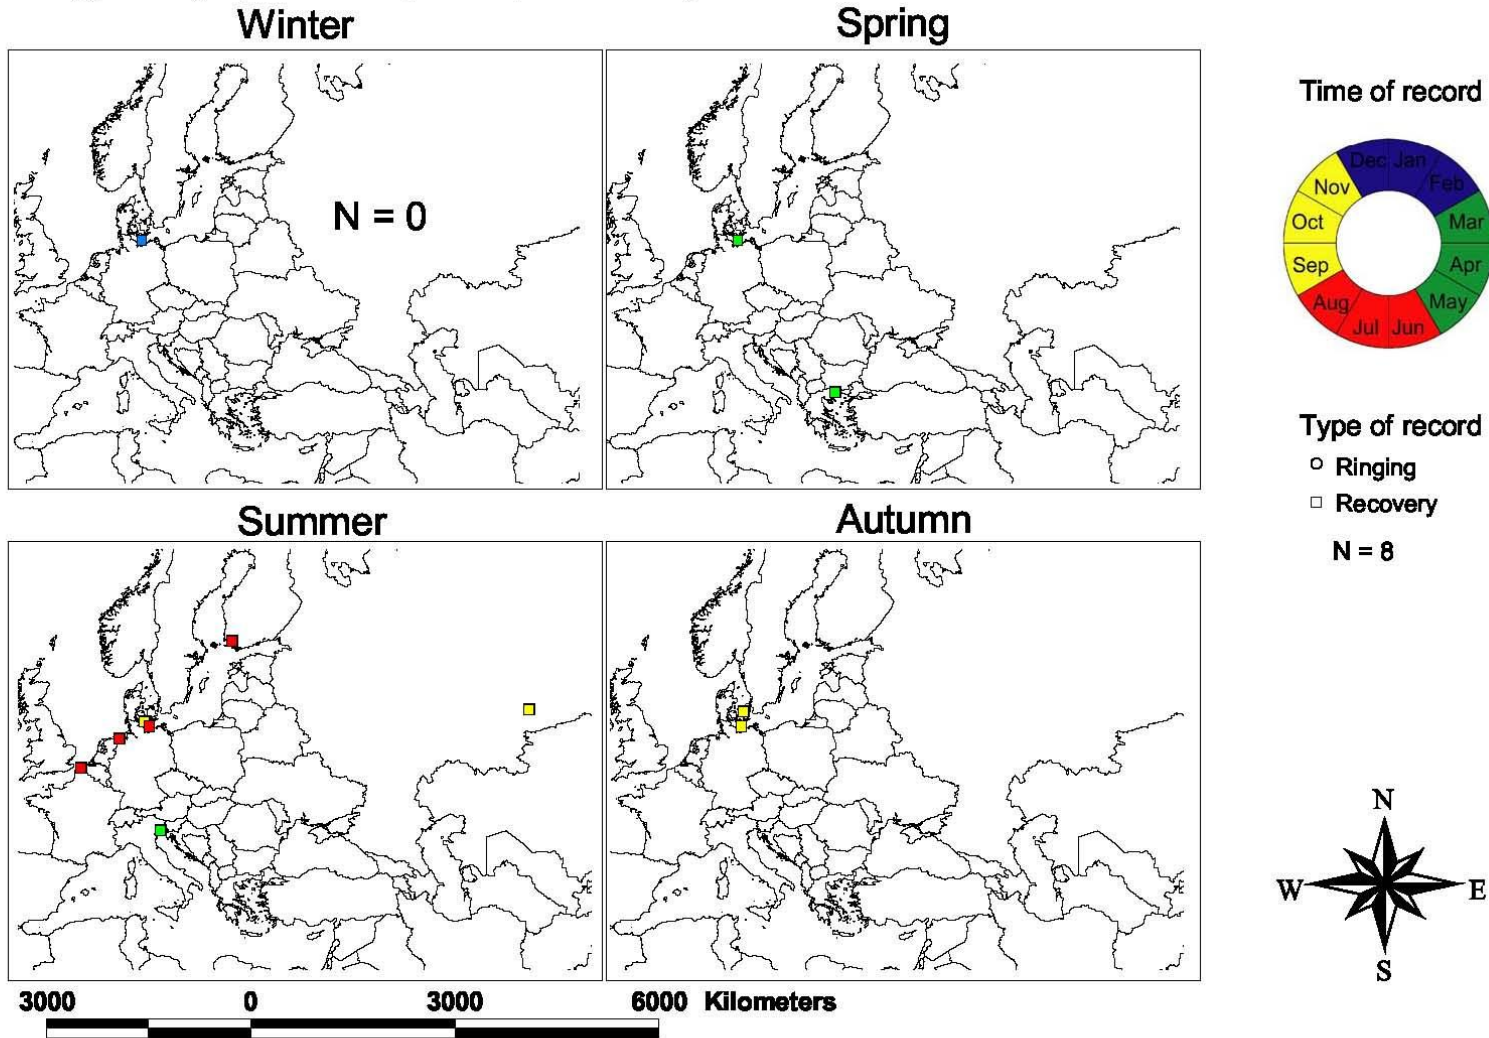 Winter
Spring
N = 0
Time of record
Dec Jan Feb Mar Apr May Jun Jul Aug Sep Oct Nov
Type of record
Ringing
Recovery
N = 8
Summer
Autumn
N
W E
S
3000 0 3000 6000 Kilometers